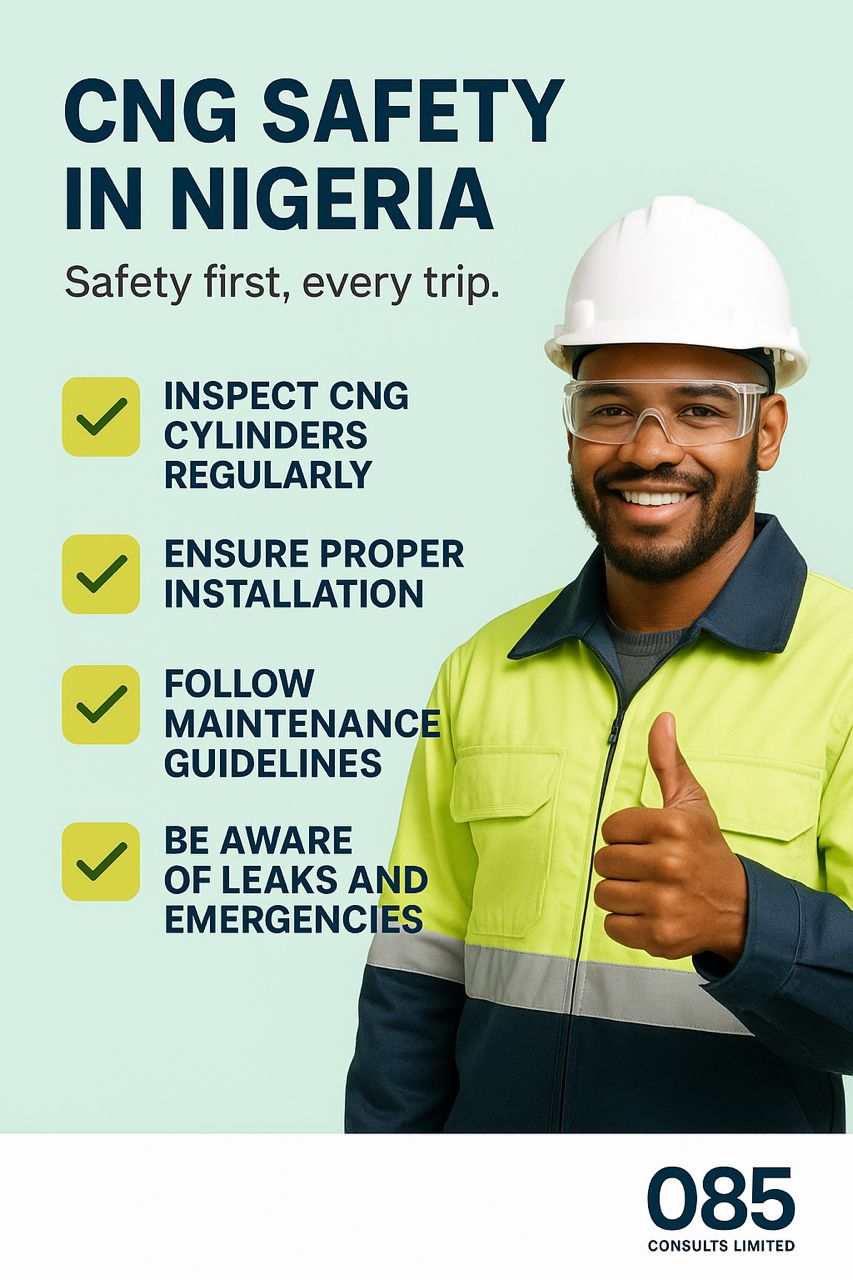 CNG SAFETY
IN NIGERIA
Safety first, every trip.
INSPECT CNG
CYLINDERS
REGULARLY
ENSURE PROPER
INSTALLATION
FOLLOW
MAINTENANCE
GUIDELINES
BE AWARE
OF LEAKS AND
EMERGENCIES
085
CONSULTS LIMITED